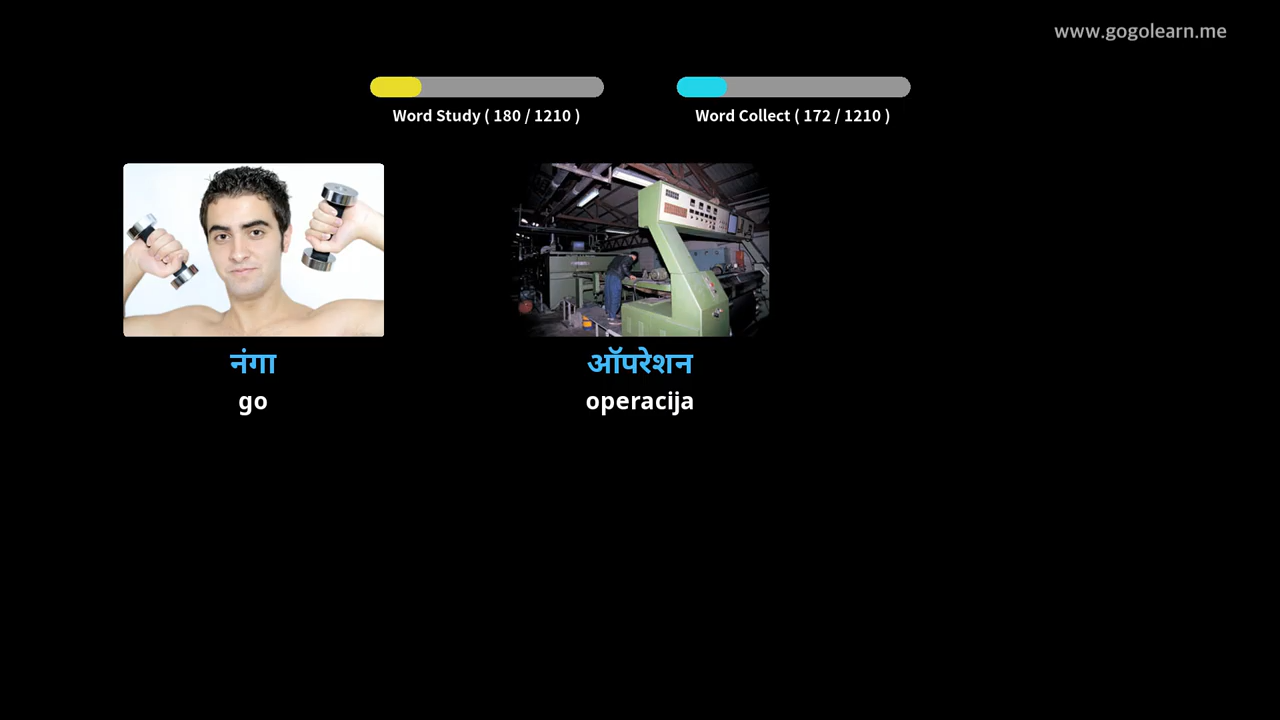 www.gogolearn.me
Word Study ( 180 / 1210 )
Word Collect ( 172 / 1210 )
नंगा
ऑपरेशन
go
operacija